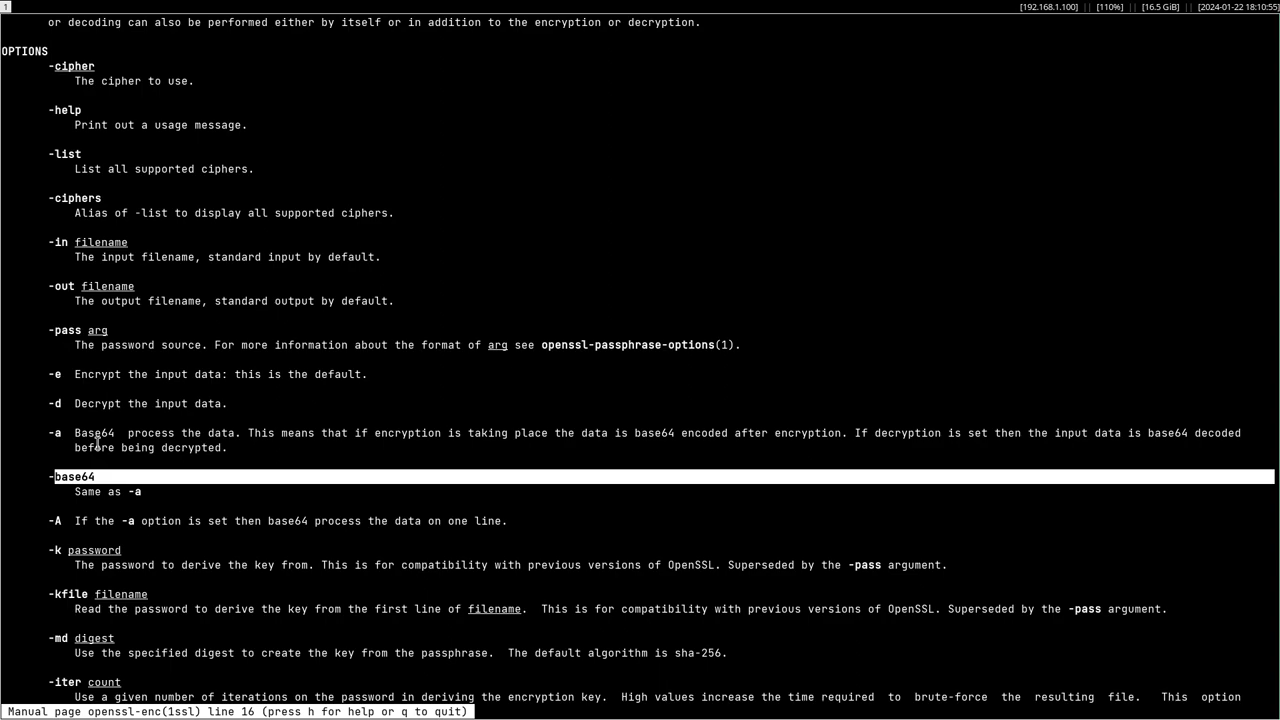 1 [192.168.1.100] || [110%] || [16.5 GiB] || [2024-01-22 18:10:55]
or decoding can also be performed either by itself or in addition to the encryption or decryption.
OPTIONS
-cipher
The cipher to use.
-help
Print out a usage message.
-list
List all supported ciphers.
-ciphers
Alias of -list to display all supported ciphers.
-in filename
The input filename, standard input by default.
-out filename
The output filename, standard output by default.
-pass arg
The password source. For more information about the format of arg see openssl-passphrase-options(1).
-e  Encrypt the input data: this is the default.
-d  Decrypt the input data.
-a  Base64  process the data. This means that if encryption is taking place the data is base64 encoded after encryption. If decryption is set then the input data is base64 decoded
before being decrypted.
-base64
Same as -a
-A  If the -a option is set then base64 process the data on one line.
-k password
The password to derive the key from. This is for compatibility with previous versions of OpenSSL. Superseded by the -pass argument.
-kfile filename
Read the password to derive the key from the first line of filename.  This is for compatibility with previous versions of OpenSSL. Superseded by the -pass argument.
-md digest
Use the specified digest to create the key from the passphrase.  The default algorithm is sha-256.
-iter count
Use a given number of iterations on the password in deriving the encryption key.  High values increase the time required  to  brute-force  the  resulting  file.   This  option
Manual page openssl-enc(1ssl) line 16 (press h for help or q to quit)